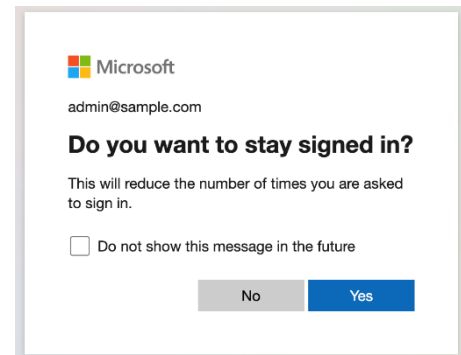 Microsoft
admin@sample.com
Do you want to stay signed in?
This will reduce the number of times you are asked
to sign in.
Do not show this message in the future
No
Yes